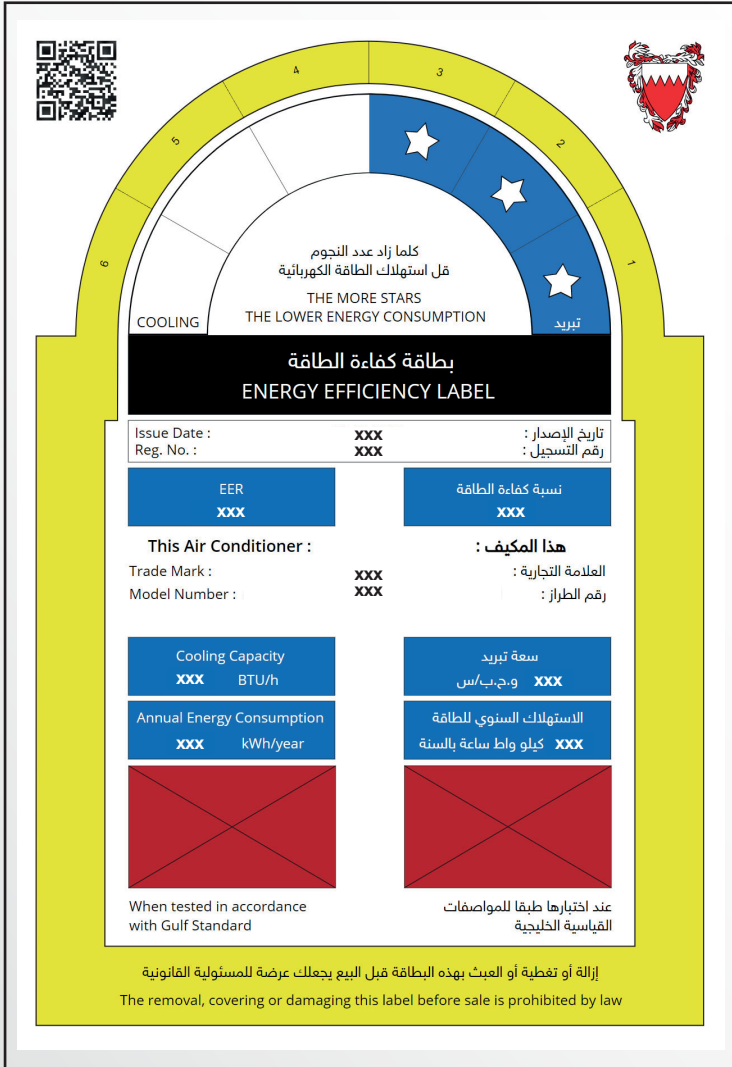 4
3
5
2
6
1
كلما زاد عدد النجوم
قل استهلاك الطاقة الكهربائية
THE MORE STARS
THE LOWER ENERGY CONSUMPTION
COOLING
تبريد
بطاقة كفاءة الطاقة
ENERGY EFFICIENCY LABEL
Issue Date : xxx تاريخ الإصدار :
Reg. No. : xxx رقم التسجيل :
EER
xxx
نسبة كفاءة الطاقة
xxx
This Air Conditioner : هذا المكيف :
Trade Mark : xxx العلامة التجارية :
Model Number : xxx رقم الطراز :
Cooling Capacity
xxx BTU/h
سعة تبريد
xxx و.ح.ب/س
Annual Energy Consumption
xxx kWh/year
الاستهلاك السنوي للطاقة
xxx كيلو واط ساعة بالسنة
When tested in accordance
with Gulf Standard
عند اختبارها طبقا للمواصفات
القياسية الخليجية
إزالة أو تغطية أو العبث بهذه البطاقة قبل البيع يجعلك عرضة للمسئولية القانونية
The removal, covering or damaging this label before sale is prohibited by law